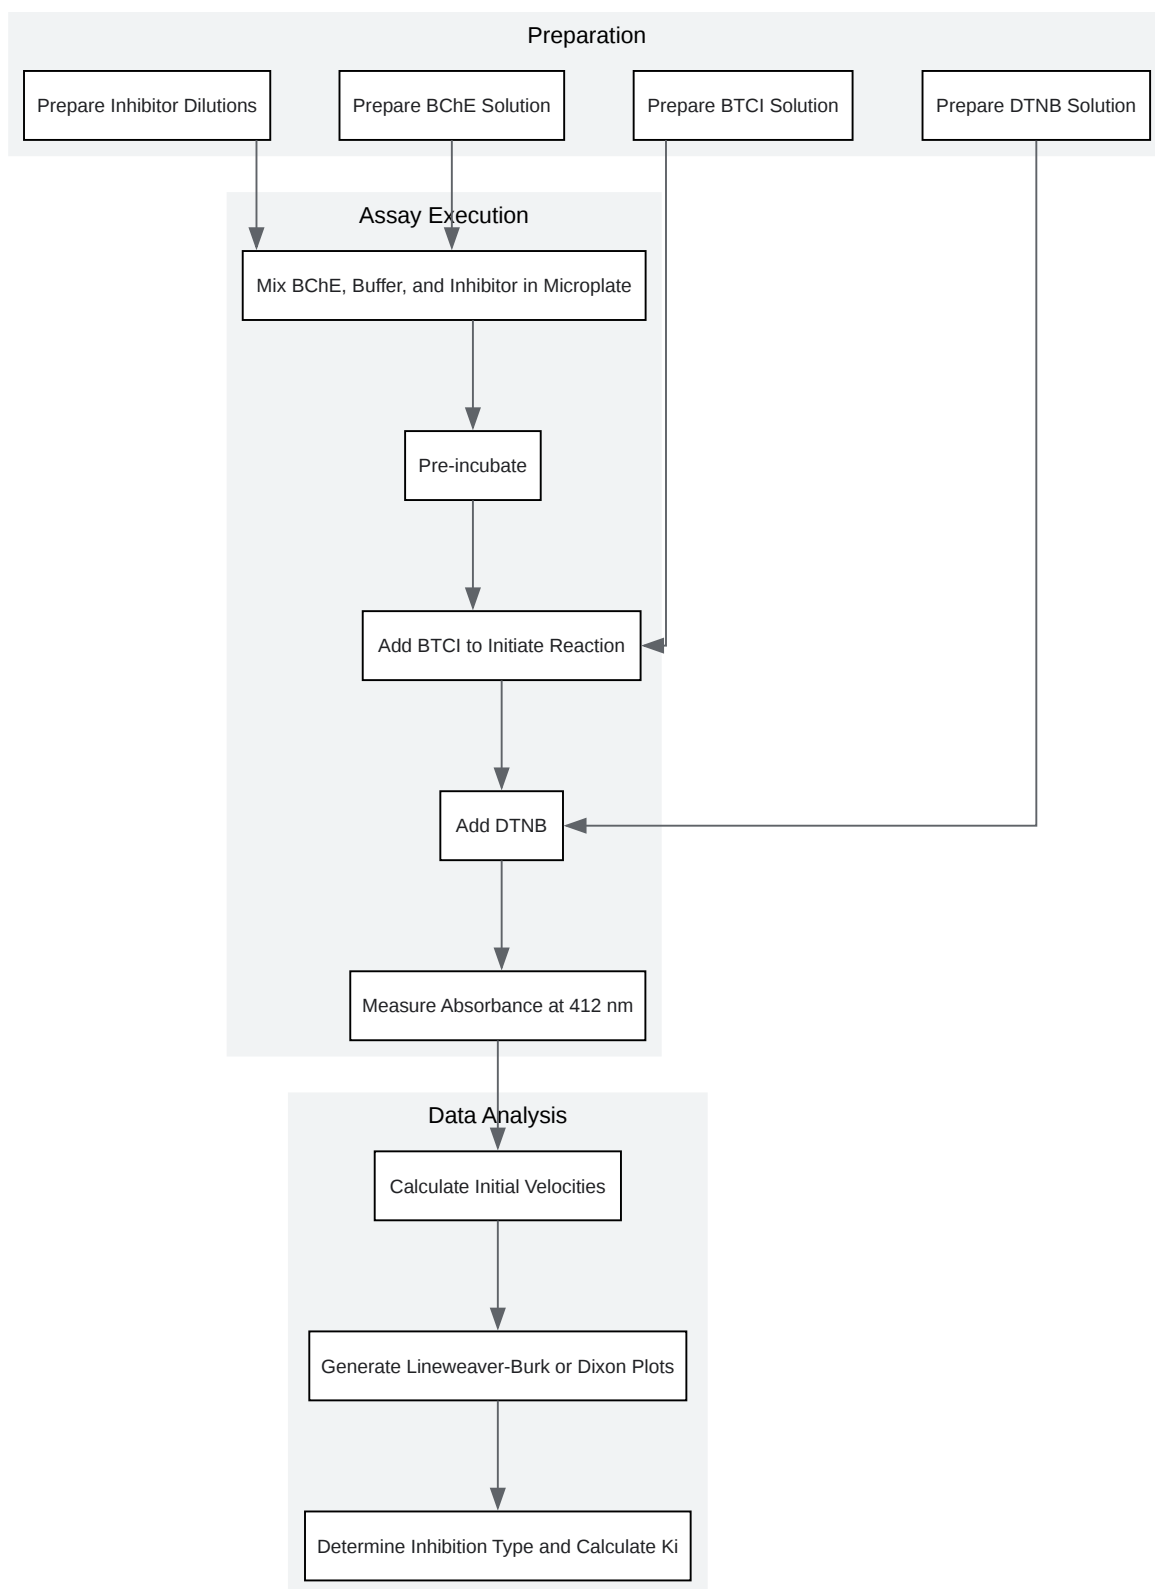 Preparation
Prepare Inhibitor Dilutions
Prepare BChE Solution
Prepare BTCI Solution
Prepare DTNB Solution
Assay Execution
Mix BChE, Buffer, and Inhibitor in Microplate
Pre-incubate
Add BTCI to Initiate Reaction
Add DTNB
Measure Absorbance at 412 nm
Data Analysis
Calculate Initial Velocities
Generate Lineweaver-Burk or Dixon Plots
Determine Inhibition Type and Calculate Ki